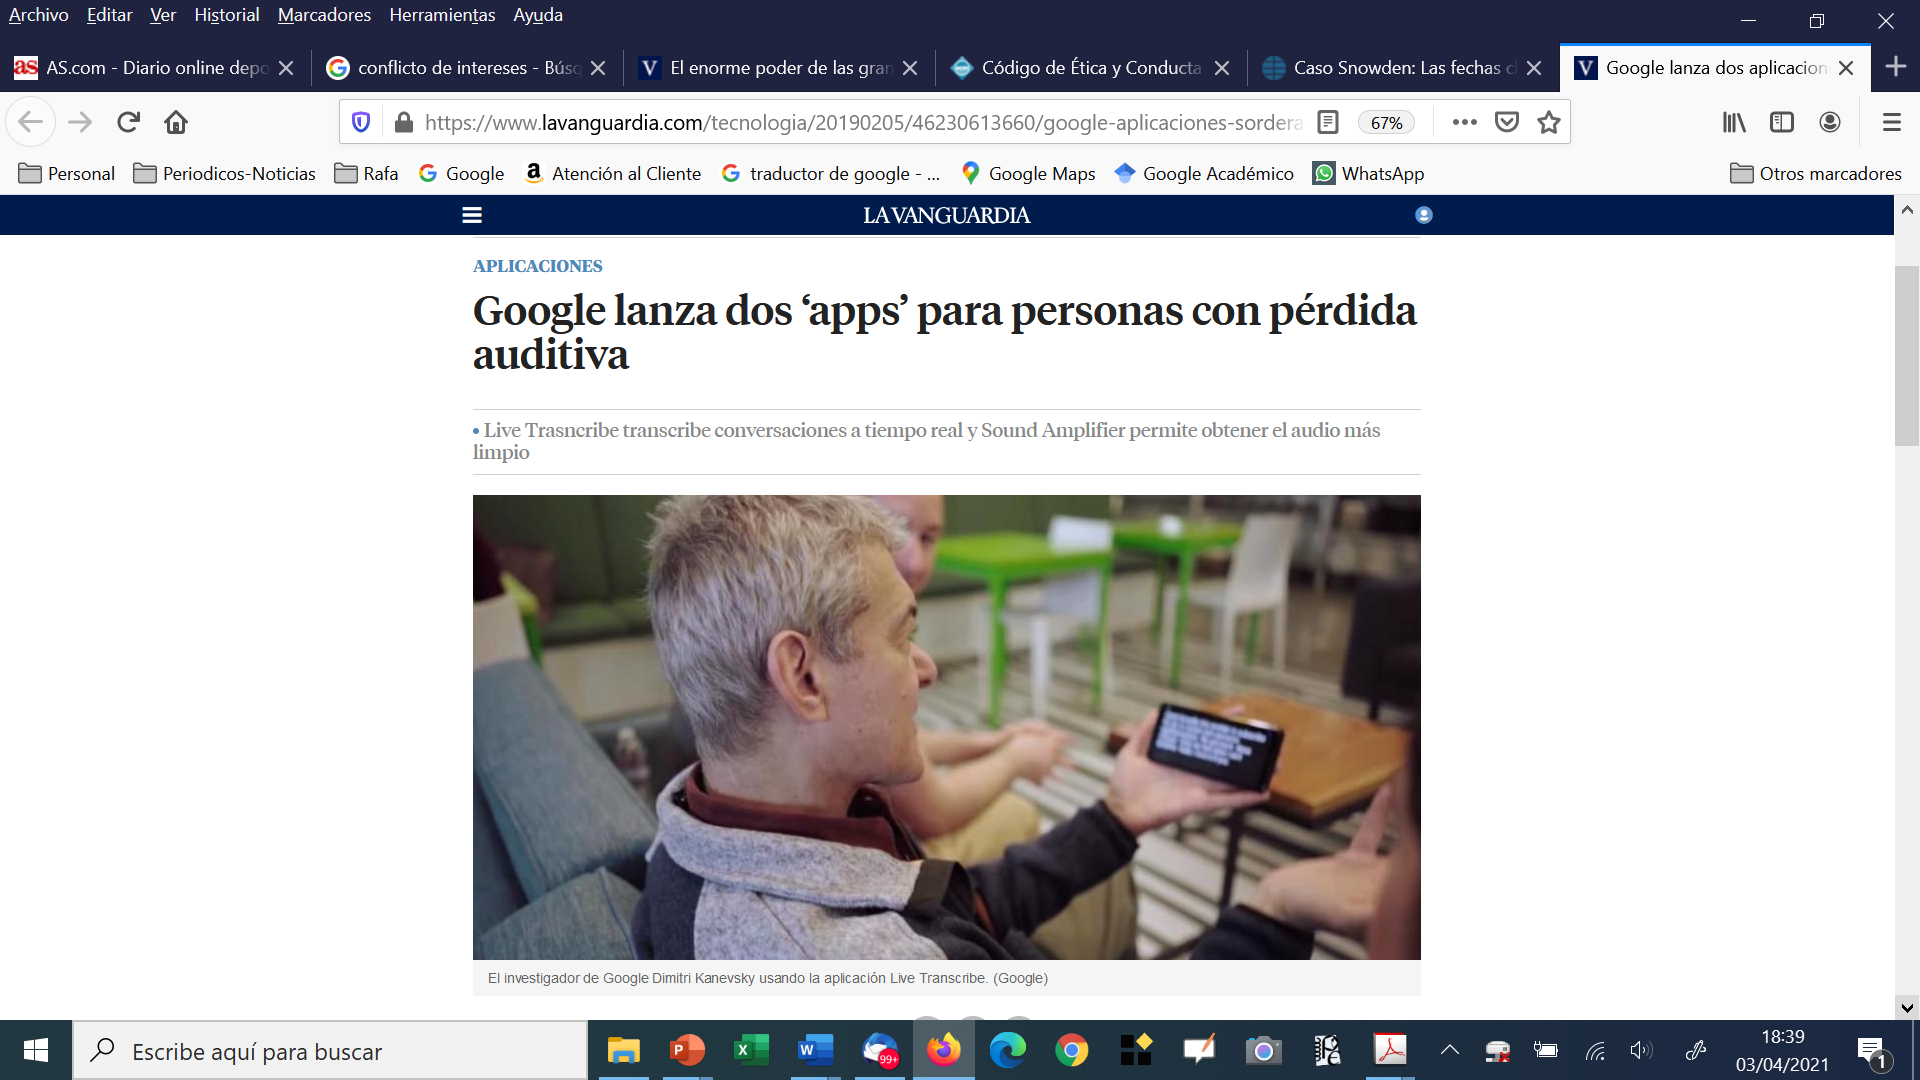 Archivo Editar Ver Historial Marcadores Herramientas Ayuda
AS.com - Diario online depo
conflicto de intereses - Búsq
El enorme poder de las gran
Código de Ética y Conducta
Caso Snowden: Las fechas c
Google lanza dos aplicacion
https://www.lavanguardia.com/tecnologia/20190205/46230613660/google-aplicaciones-sordera
67%
Personal Periodicos-Noticias Rafa Google Atención al Cliente traductor de google - ... Google Maps Google Académico WhatsApp Otros marcadores
LA VANGUARDIA
APLICACIONES
Google lanza dos ‘apps’ para personas con pérdida
auditiva
• Live Trasncribe transcribe conversaciones a tiempo real y Sound Amplifier permite obtener el audio más
limpio
El investigador de Google Dimitri Kanevsky usando la aplicación Live Transcribe. (Google)
Escribe aquí para buscar
99+
18:39
03/04/2021
1